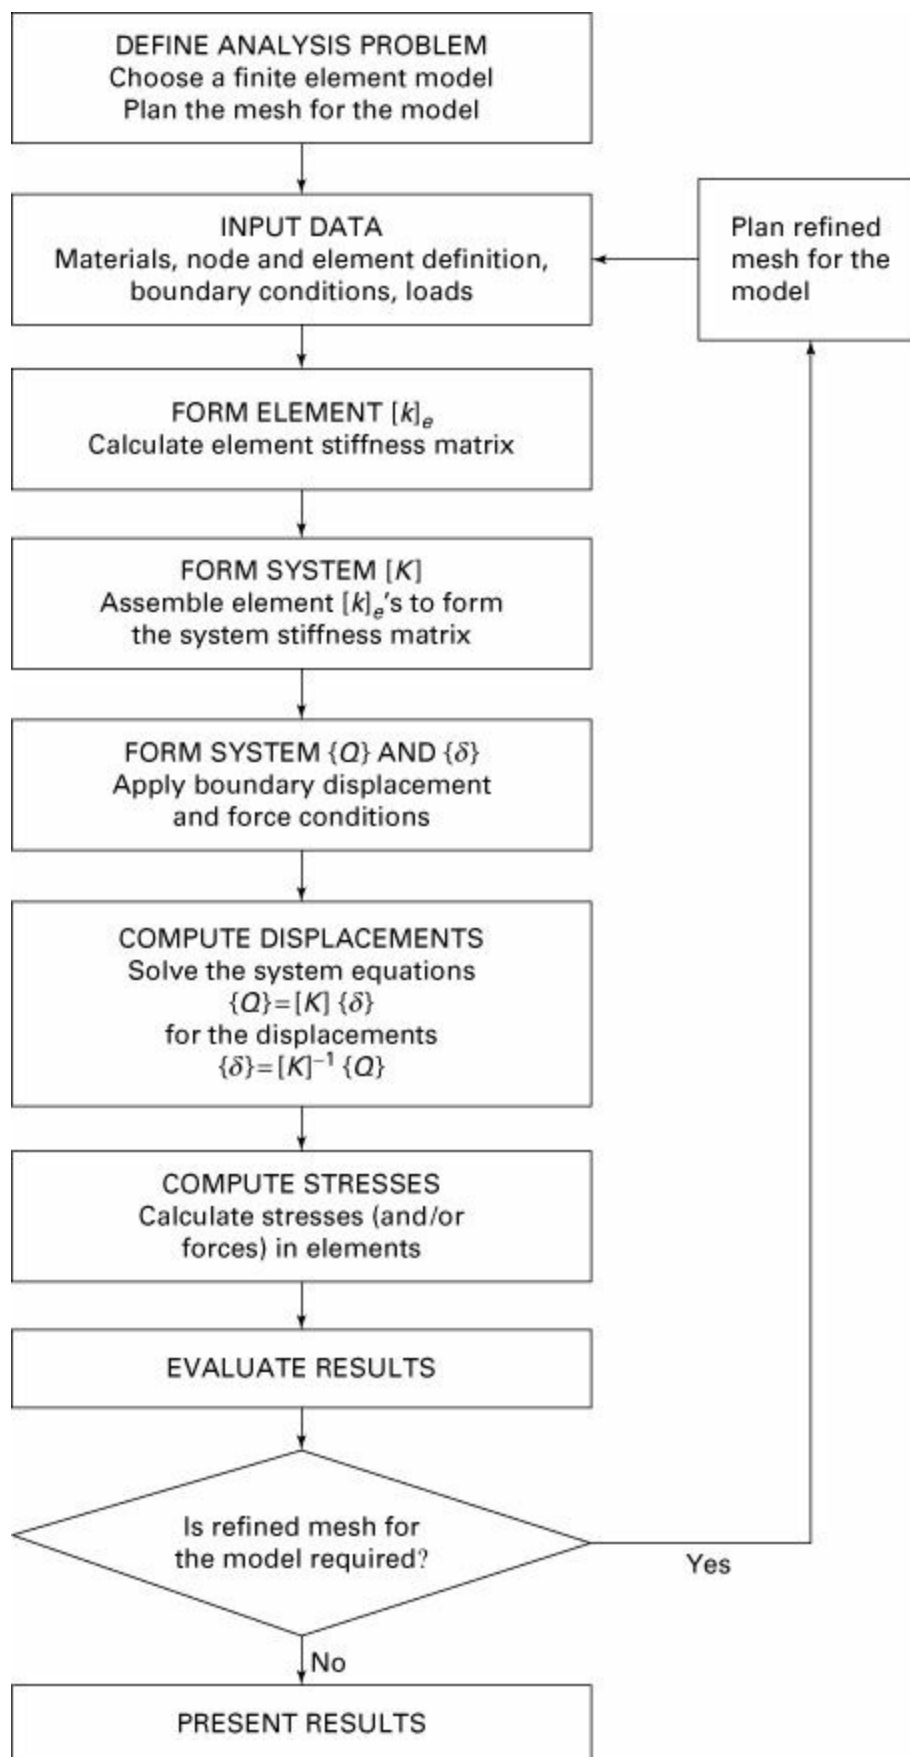 DEFINE ANALYSIS PROBLEM
Choose a finite element model
Plan the mesh for the model
INPUT DATA
Materials, node and element definition,
boundary conditions, loads
Plan refined
mesh for the
model
FORM ELEMENT [k]ₑ
Calculate element stiffness matrix
FORM SYSTEM [K]
Assemble element [k]ₑ's to form
the system stiffness matrix
FORM SYSTEM {Q} AND {δ}
Apply boundary displacement
and force conditions
COMPUTE DISPLACEMENTS
Solve the system equations
{Q}=[K] {δ}
for the displacements
{δ}=[K]⁻¹ {Q}
COMPUTE STRESSES
Calculate stresses (and/or
forces) in elements
EVALUATE RESULTS
Is refined mesh for
the model required?
Yes
No
PRESENT RESULTS